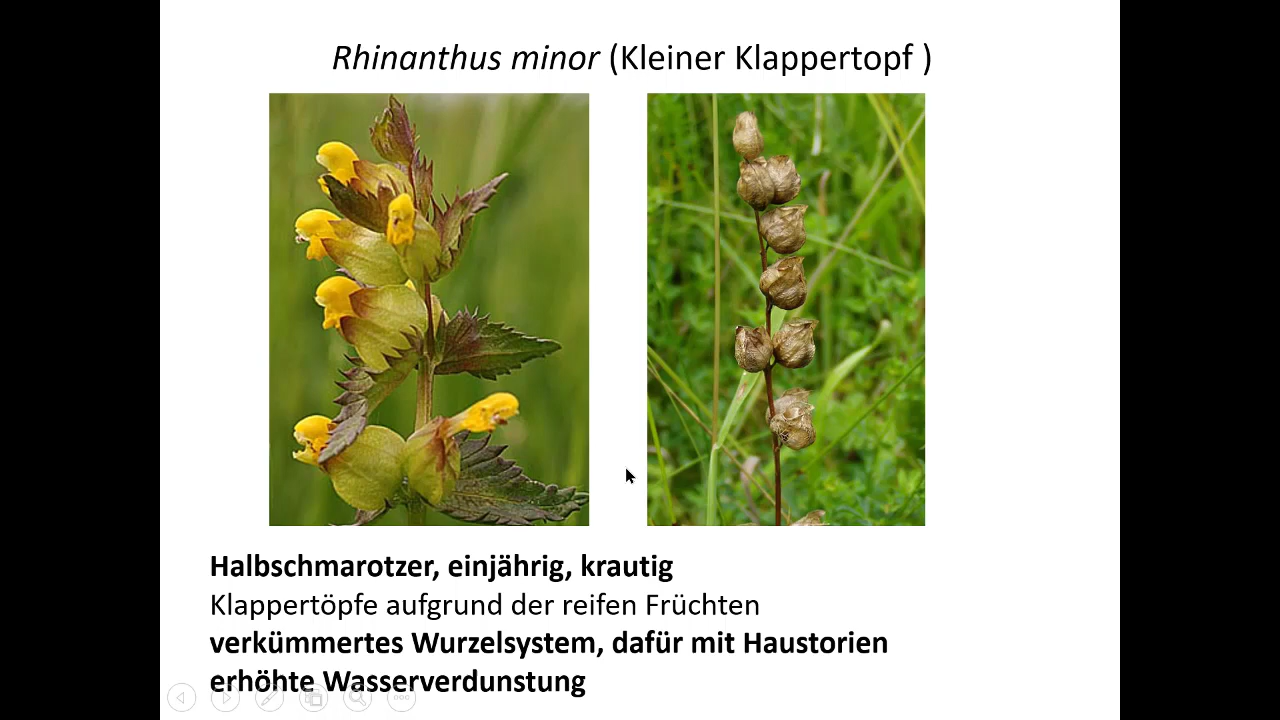 Rhinanthus minor (Kleiner Klappertopf )
Halbschmarotzer, einjährig, krautig
Klappertöpfe aufgrund der reifen Früchten
verkümmertes Wurzelsystem, dafür mit Haustorien
erhöhte Wasserverdunstung